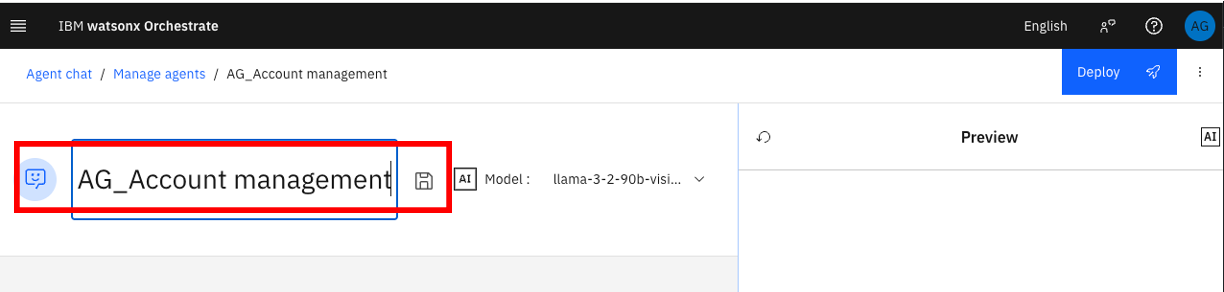 IBM watsonx Orchestrate
English
AG
Agent chat / Manage agents / AG_Account management
Deploy
AG_Account management
AI Model : llama-3-2-90b-visi...
Preview
AI